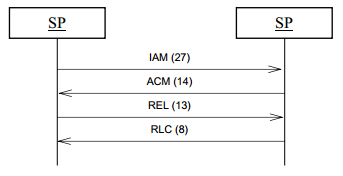 SP SP
IAM (27)
ACM (14)
REL (13)
RLC (8)